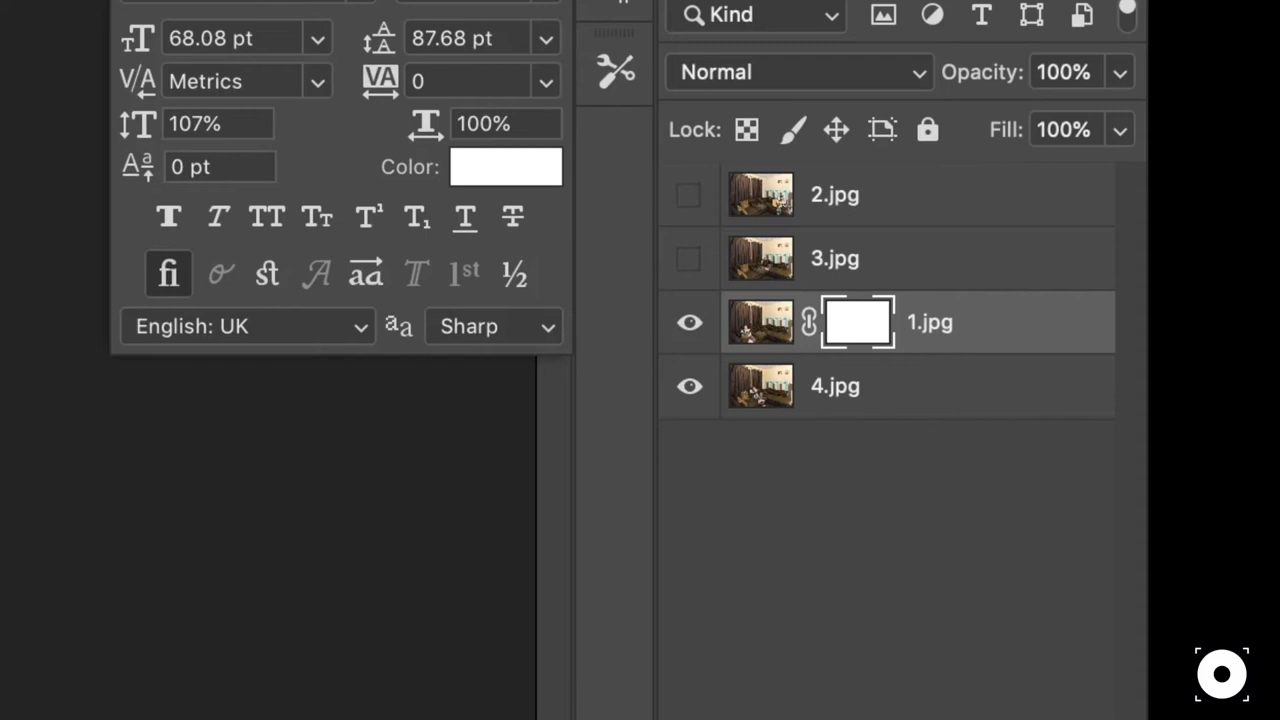 Kind
68.08 pt
87.68 pt
Metrics
0
Normal
Opacity: 100%
107%
100%
Lock:
Fill: 100%
0 pt
Color:
2.jpg
3.jpg
1.jpg
4.jpg
English: UK
Sharp